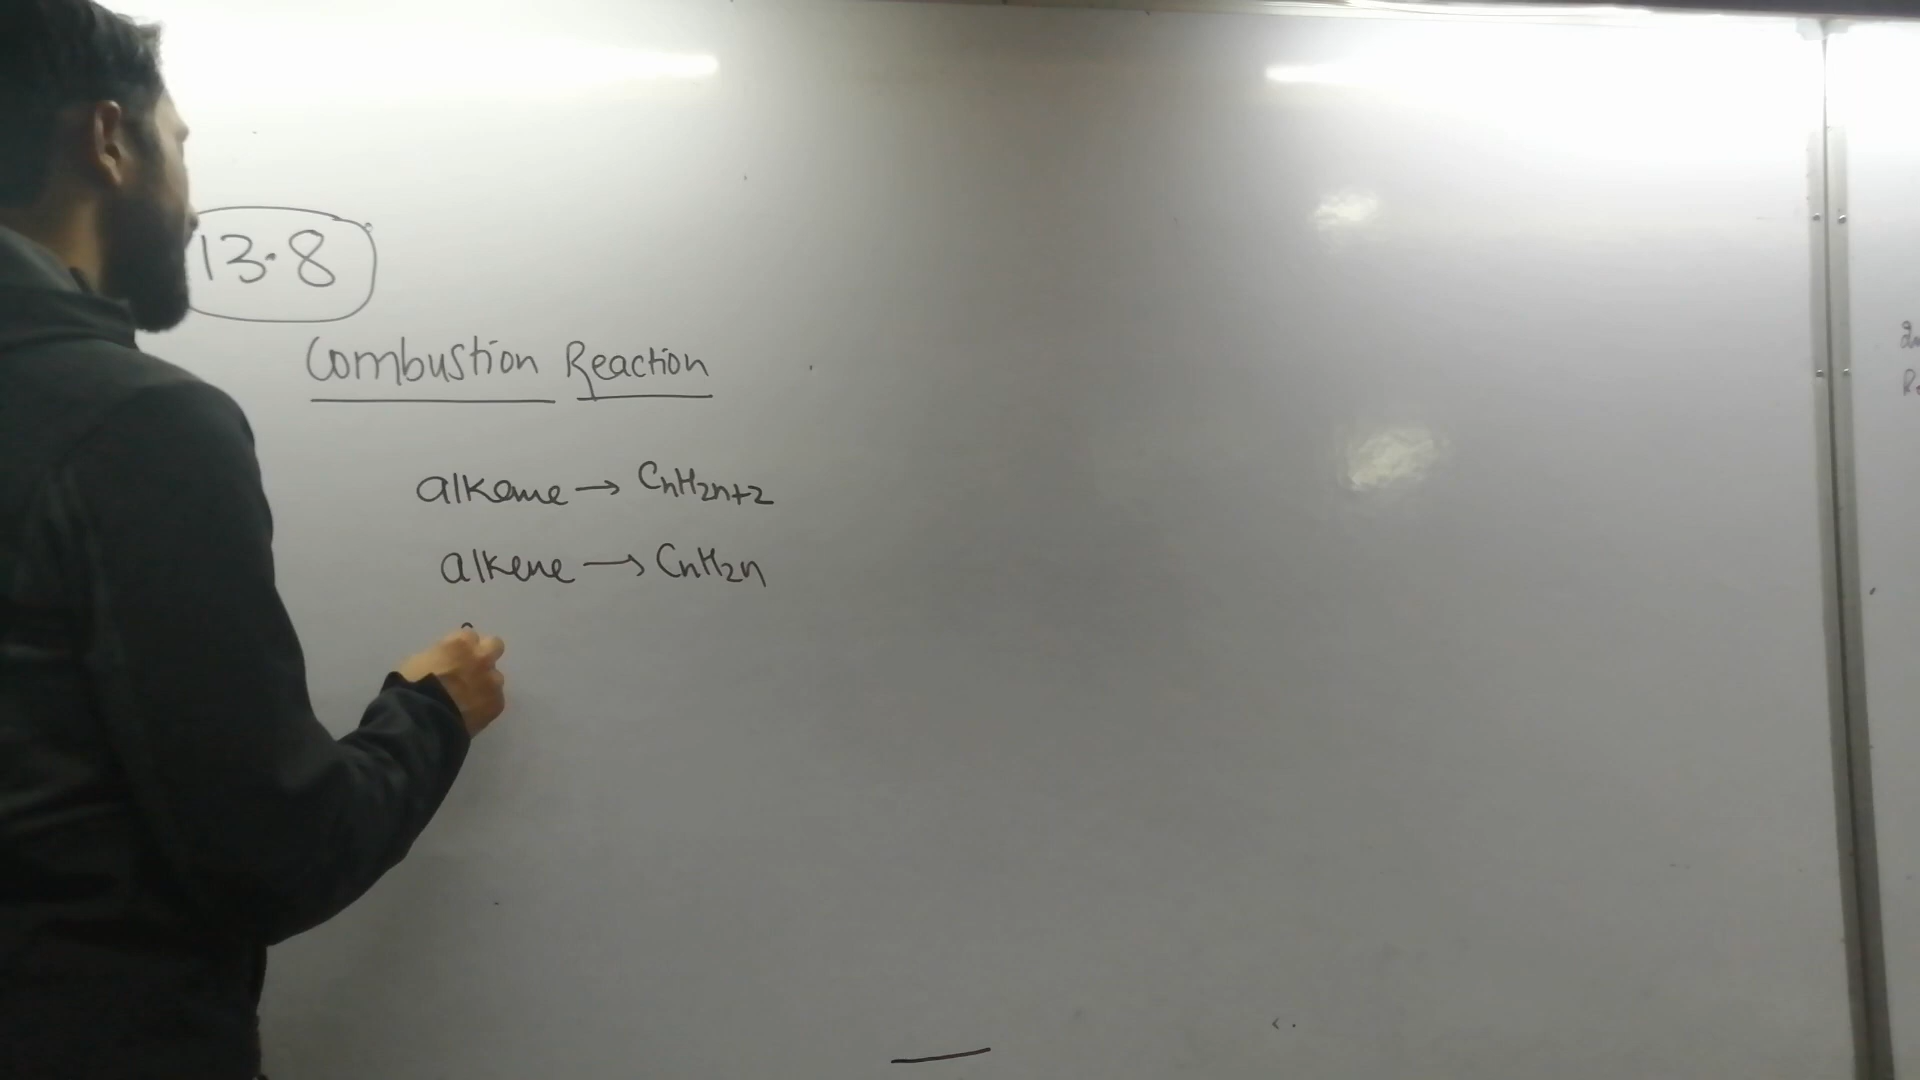 13.8
Combustion Reaction
alkane → CnH2n+2
alkene → CnH2n